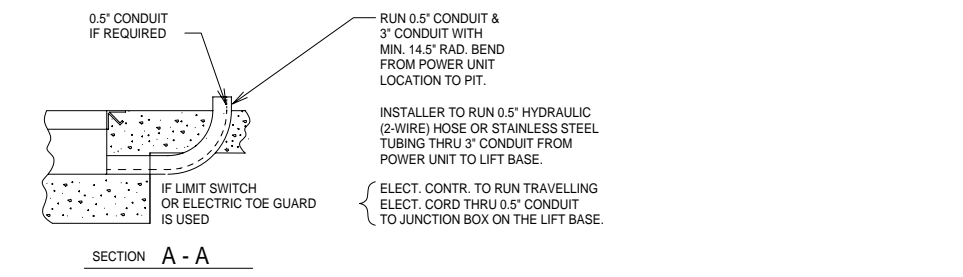 0.5" CONDUIT
IF REQUIRED
RUN 0.5" CONDUIT &
3" CONDUIT WITH
MIN. 14.5" RAD. BEND
FROM POWER UNIT
LOCATION TO PIT.
INSTALLER TO RUN 0.5" HYDRAULIC
(2-WIRE) HOSE OR STAINLESS STEEL
TUBING THRU 3" CONDUIT FROM
POWER UNIT TO LIFT BASE.
IF LIMIT SWITCH
OR ELECTRIC TOE GUARD
IS USED
ELECT. CONTR. TO RUN TRAVELLING
ELECT. CORD THRU 0.5" CONDUIT
TO JUNCTION BOX ON THE LIFT BASE.
SECTION A - A